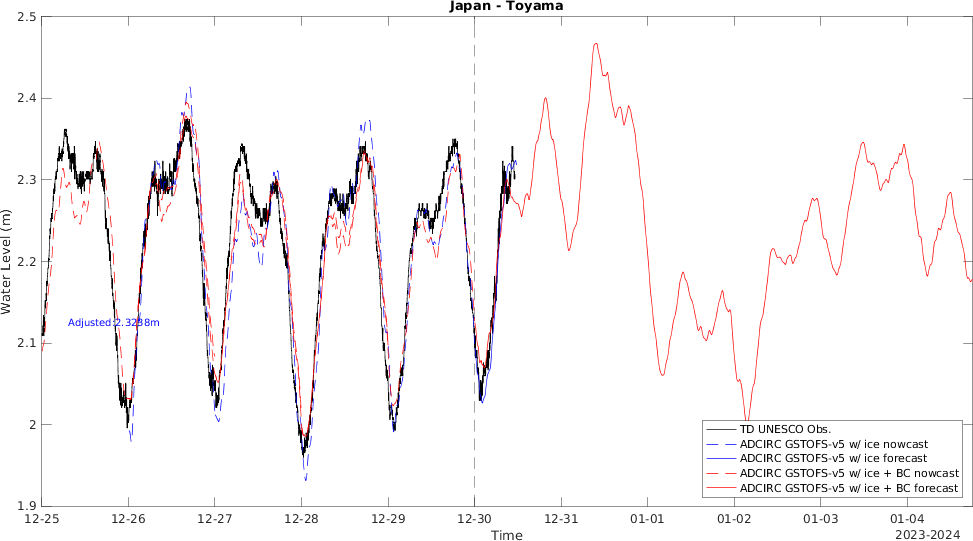 Japan - Toyama
Water Level (m)
2.5
2.4
2.3
2.2
2.1
2
1.9
Adjusted:2.3238m
TD UNESCO Obs.
ADCIRC GSTOFS-v5 w/ ice nowcast
ADCIRC GSTOFS-v5 w/ ice forecast
ADCIRC GSTOFS-v5 w/ ice + BC nowcast
ADCIRC GSTOFS-v5 w/ ice + BC forecast
12-25 12-26 12-27 12-28 12-29 12-30 12-31 01-01 01-02 01-03 01-04
Time
2023-2024